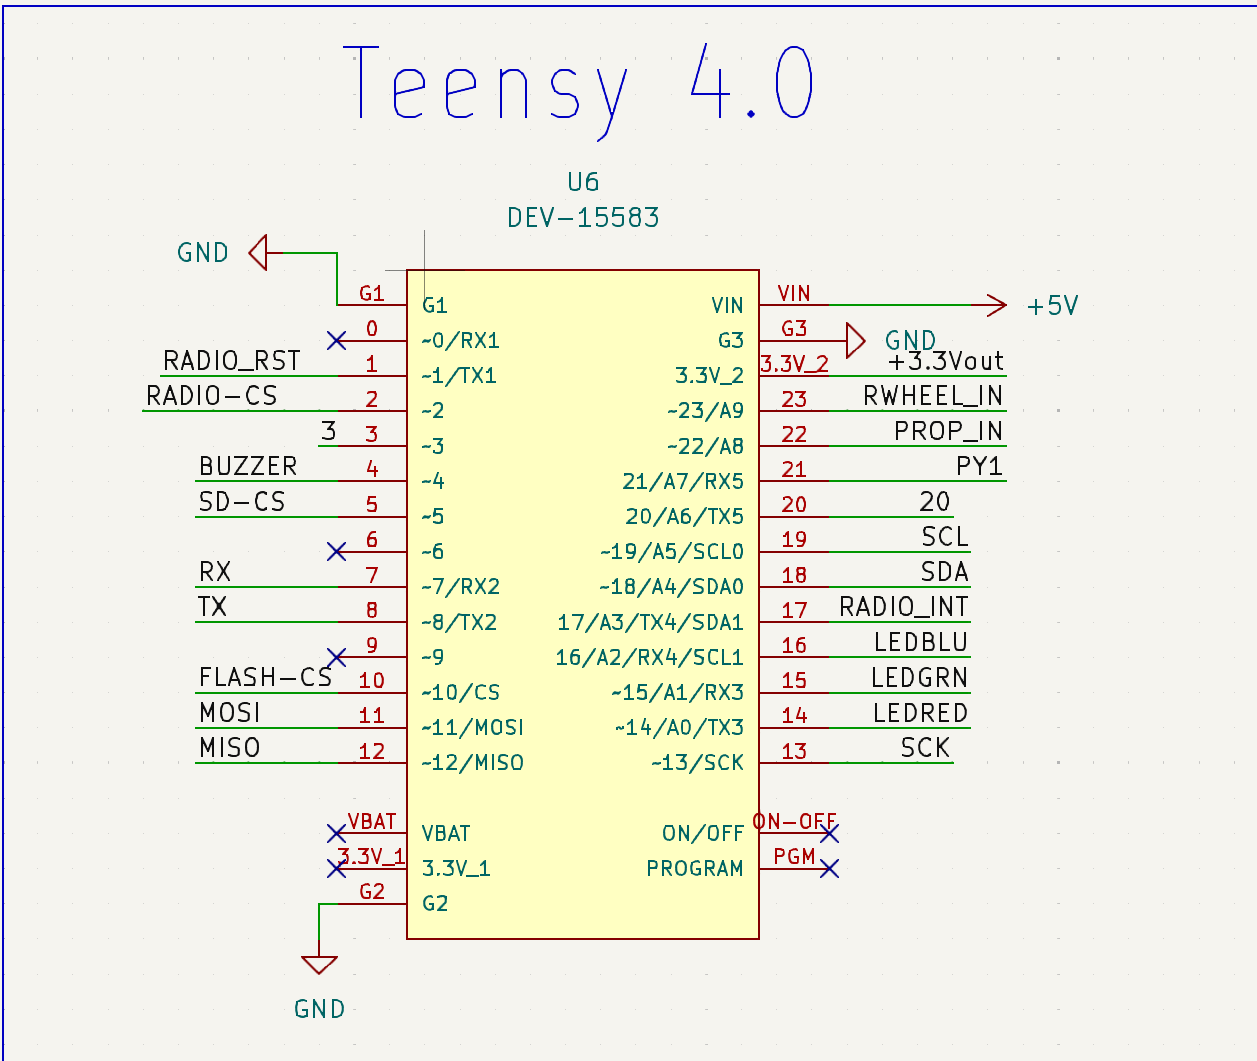 Teensy 4.0
U6
DEV-15583
GND
G1 G1 VIN VIN +5V
0 ~0/RX1 G3 G3 GND
RADIO_RST 1 ~1/TX1 3.3V_2 3.3V_2 +3.3Vout
RADIO-CS 2 ~2 ~23/A9 23 RWHEEL_IN
3 3 ~3 ~22/A8 22 PROP_IN
BUZZER 4 ~4 21/A7/RX5 21 PY1
SD-CS 5 ~5 20/A6/TX5 20 20
6 ~6 ~19/A5/SCL0 19 SCL
RX 7 ~7/RX2 ~18/A4/SDA0 18 SDA
TX 8 ~8/TX2 17/A3/TX4/SDA1 17 RADIO_INT
9 ~9 16/A2/RX4/SCL1 16 LEDBLU
FLASH-CS 10 ~10/CS ~15/A1/RX3 15 LEDGRN
MOSI 11 ~11/MOSI ~14/A0/TX3 14 LEDRED
MISO 12 ~12/MISO ~13/SCK 13 SCK
VBAT VBAT ON/OFF ON-OFF
3.3V_1 3.3V_1 PROGRAM PGM
G2 G2
GND